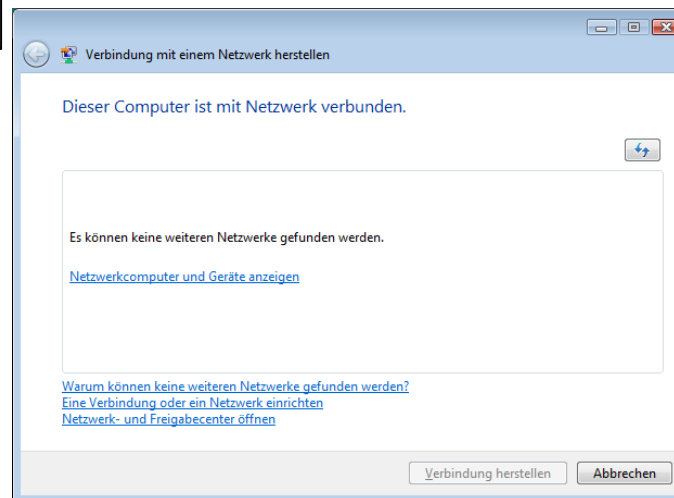 Verbindung mit einem Netzwerk herstellen
Dieser Computer ist mit Netzwerk verbunden.
Es können keine weiteren Netzwerke gefunden werden.
Netzwerkcomputer und Geräte anzeigen
Warum können keine weiteren Netzwerke gefunden werden?
Eine Verbindung oder ein Netzwerk einrichten
Netzwerk- und Freigabecenter öffnen
Verbindung herstellen Abbrechen